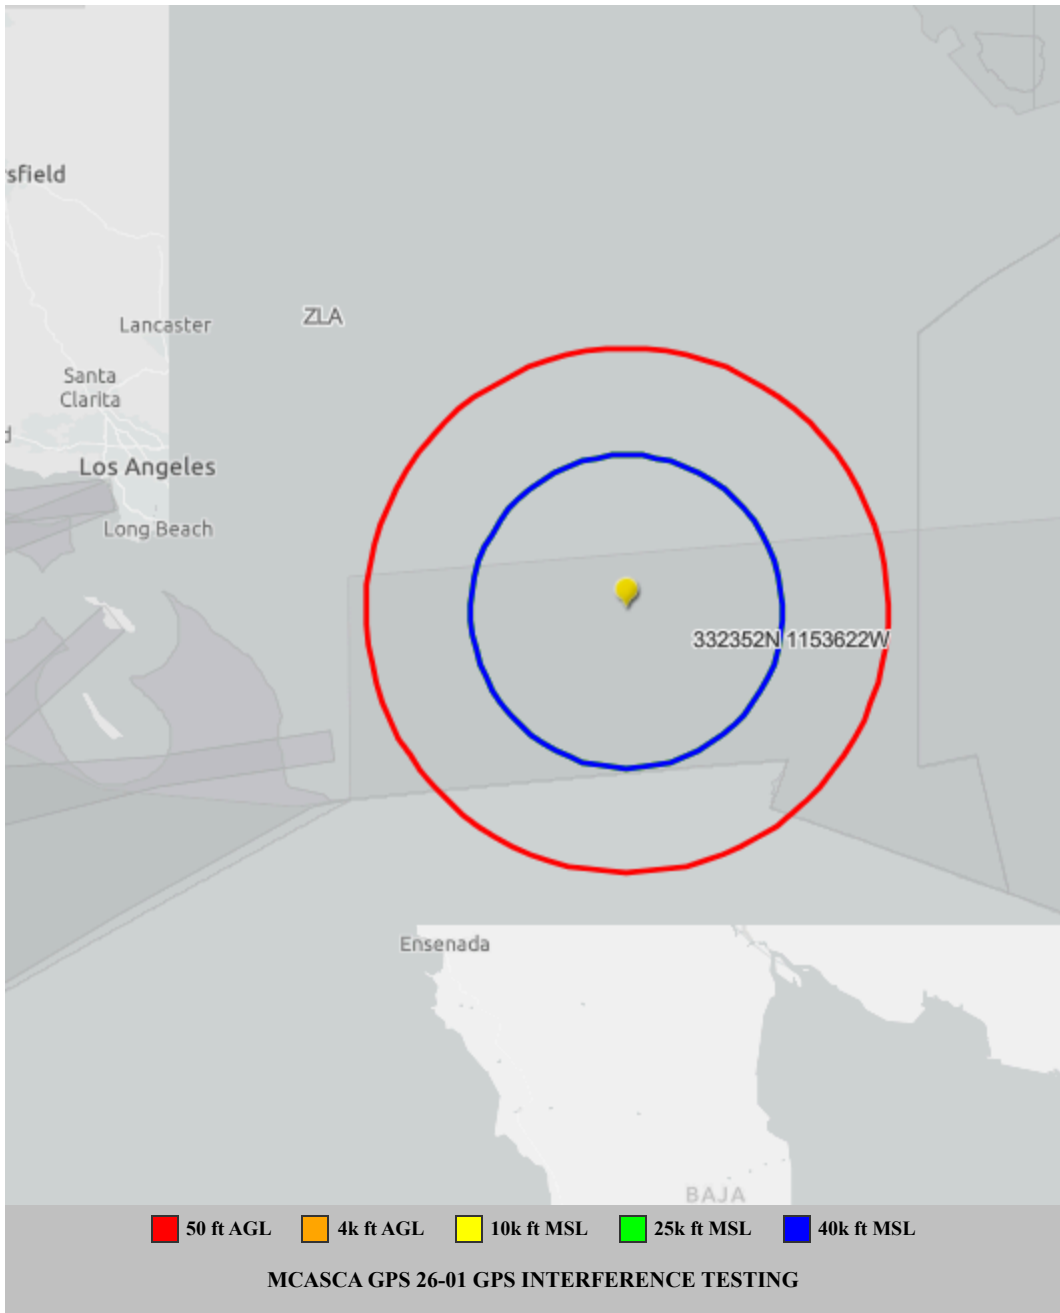 sfield
Lancaster
ZLA
Santa
Clarita
d
Los Angeles
Long Beach
332352N 1153622W
Ensenada
BAJA
50 ft AGL
4k ft AGL
10k ft MSL
25k ft MSL
40k ft MSL
MCASCA GPS 26-01 GPS INTERFERENCE TESTING